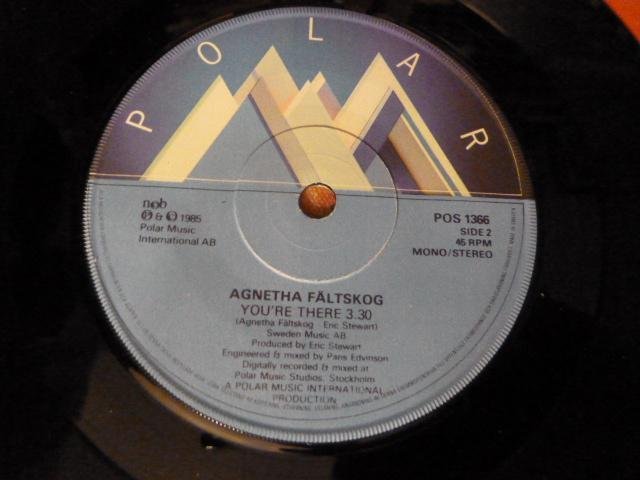 POLAR
ncb
Ⓟ & © 1985
Polar Music
International AB
POS 1366
SIDE 2
45 RPM
MONO/STEREO
AGNETHA FÄLTSKOG
YOU'RE THERE 3.30
(Agnetha Fältskog Eric Stewart)
Sweden Music AB
Produced by Eric Stewart
Engineered & mixed by Paris Edvinson
Digitally recorded & mixed at
Polar Music Studios, Stockholm
A POLAR MUSIC INTERNATIONAL
PRODUCTION